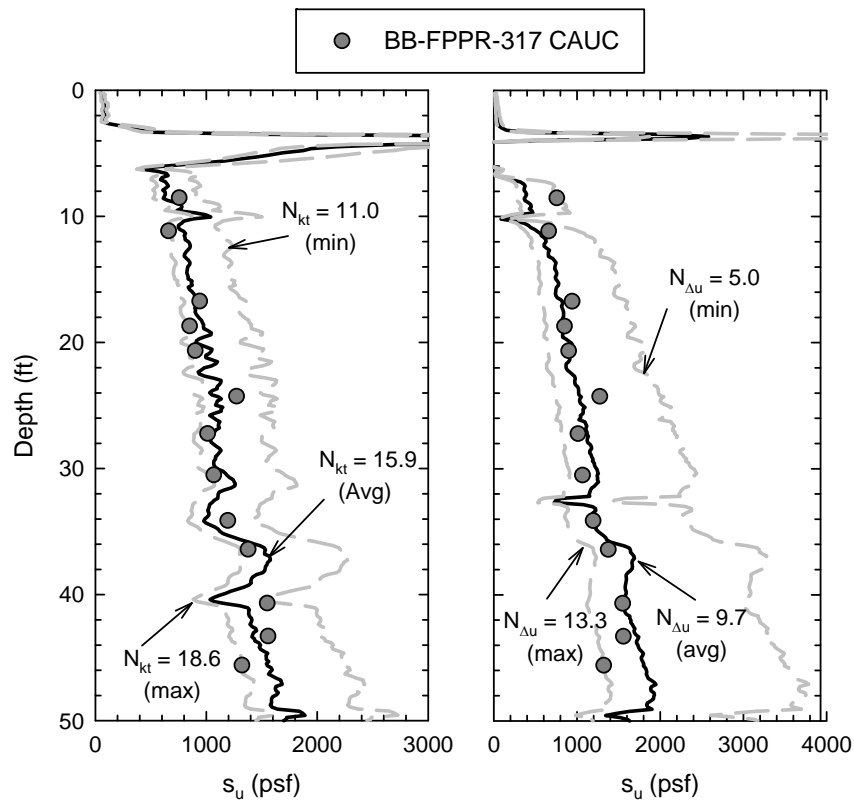 BB-FPPR-317 CAUC
0
10
20
30
40
50
Depth (ft)
0 1000 2000 3000
s_u (psf)
N_kt = 11.0
(min)
N_kt = 15.9
(Avg)
N_kt = 18.6
(max)
0 1000 2000 3000 4000
s_u (psf)
N_Δu = 5.0
(min)
N_Δu = 13.3
(max)
N_Δu = 9.7
(avg)